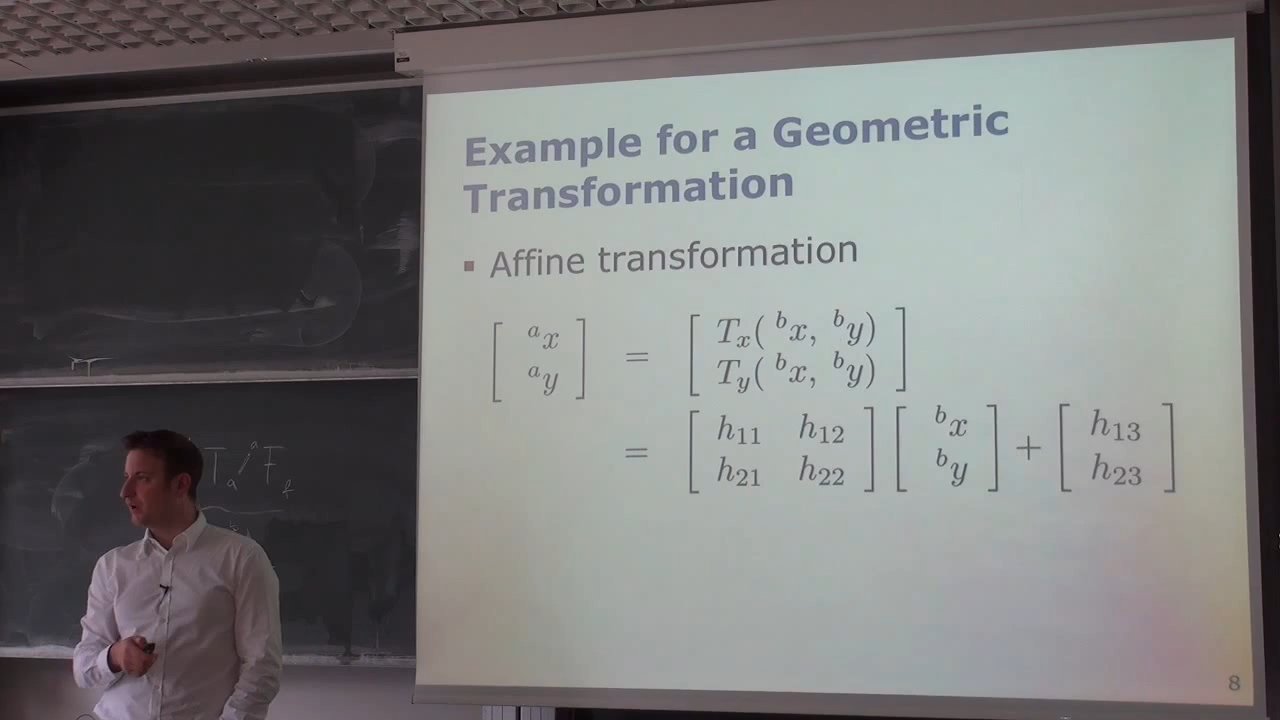 Example for a Geometric
Transformation
▪ Affine transformation
[ ᵃx ; ᵃy ] = [ Tₓ( ᵇx, ᵇy) ; T_y( ᵇx, ᵇy) ]
= [ h₁₁ h₁₂ ; h₂₁ h₂₂ ] [ ᵇx ; ᵇy ] + [ h₁₃ ; h₂₃ ]
8